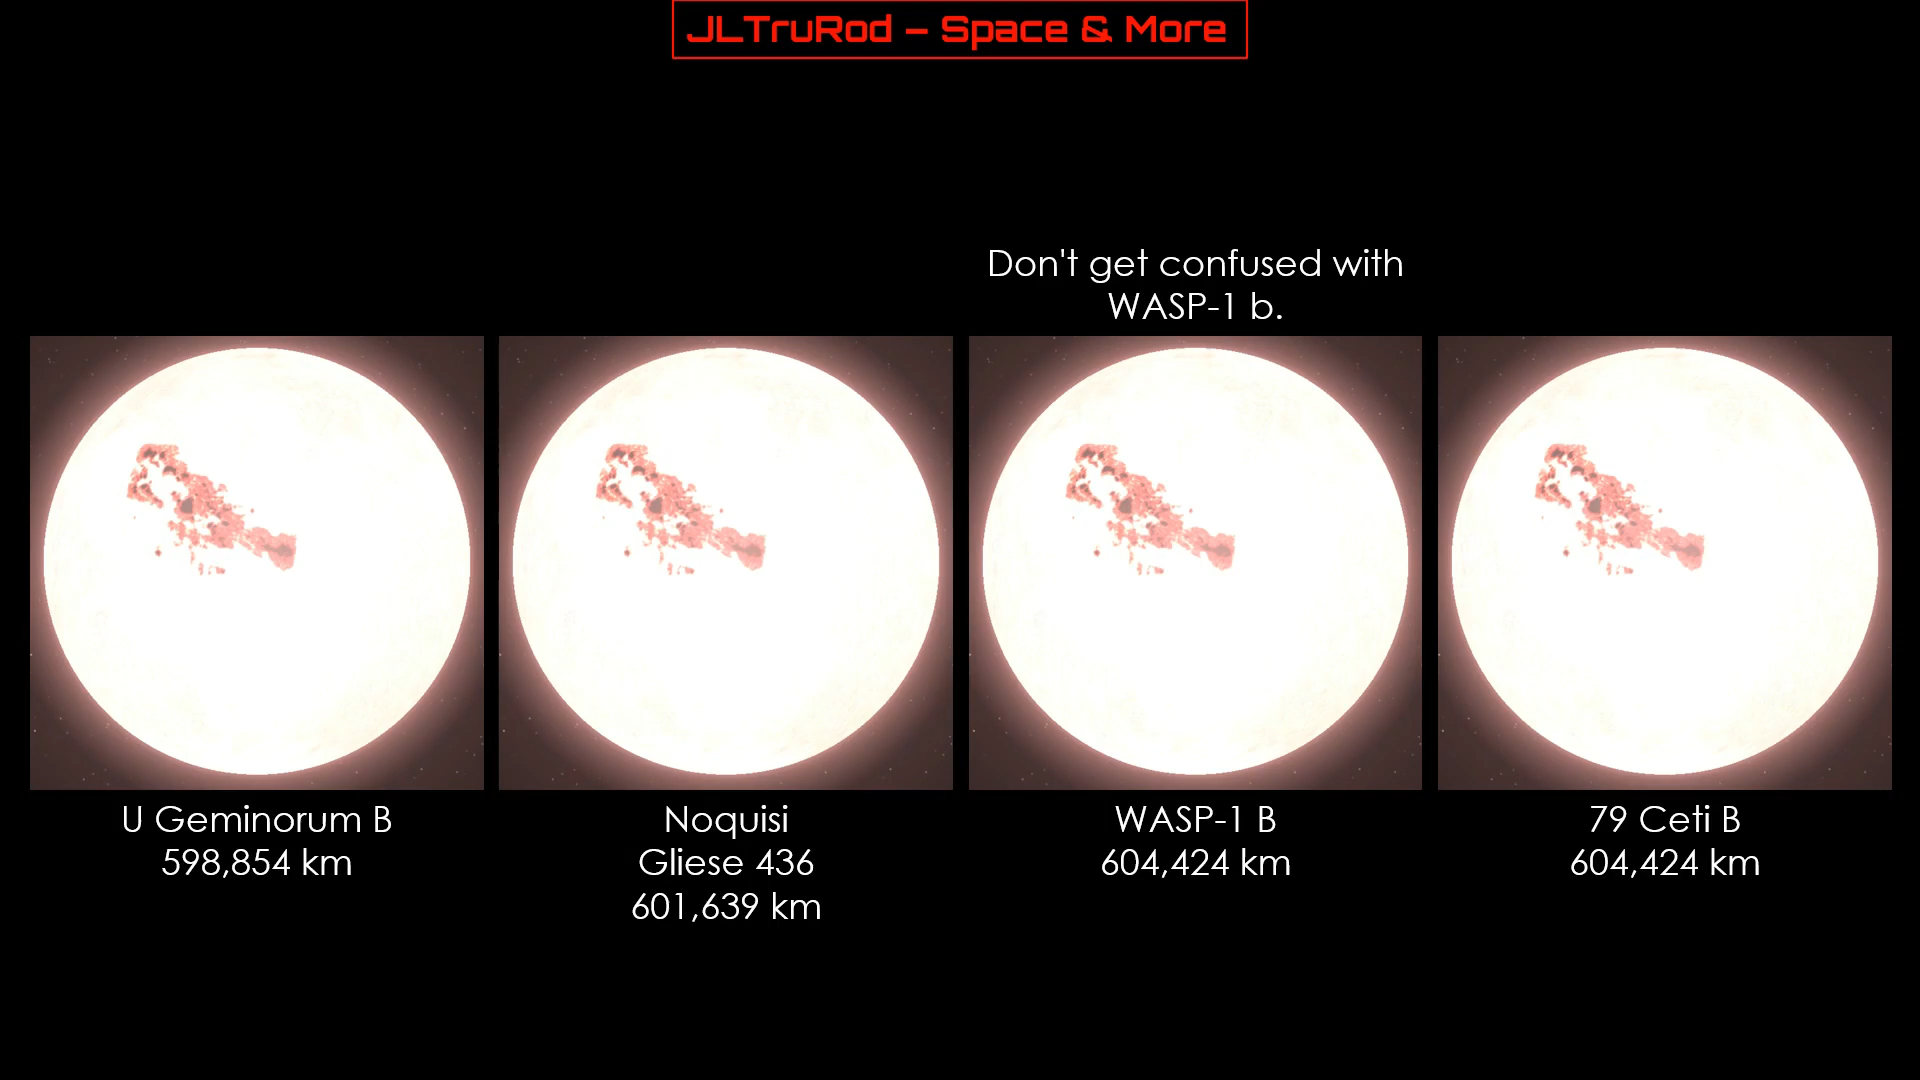 JLTruRod – Space & More
Don't get confused with
WASP-1 b.
U Geminorum B
598,854 km
Noquisi
Gliese 436
601,639 km
WASP-1 B
604,424 km
79 Ceti B
604,424 km